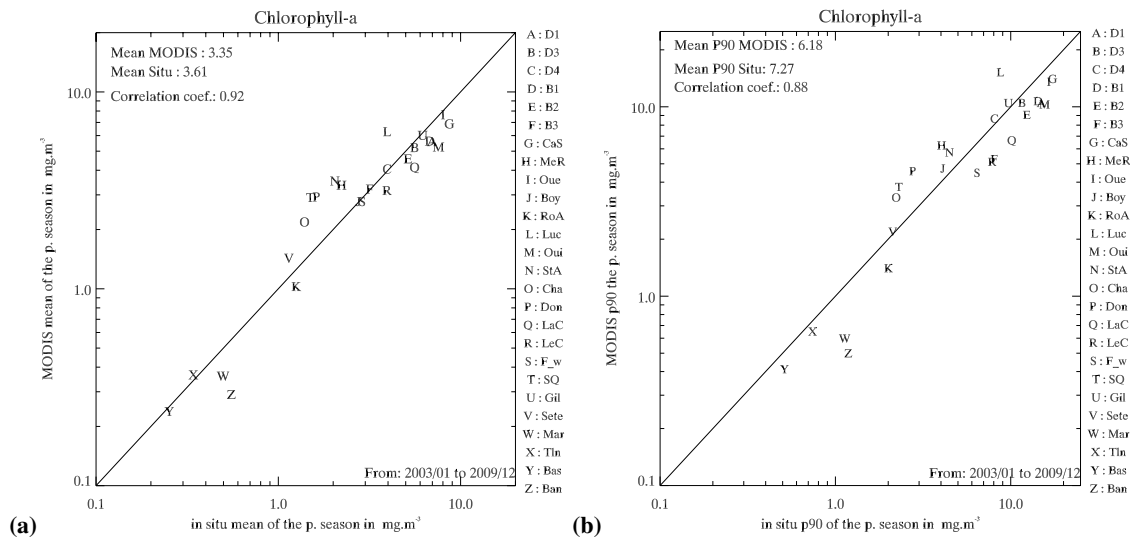 Chlorophyll-a
Mean MODIS : 3.35
Mean Situ : 3.61
Correlation coef.: 0.92
MODIS mean of the p. season in mg.m-3
10.0
1.0
0.1
L
I
G
U
D
M
B
E
Q
C
N
H
F
R
K
S
T
P
O
V
K
X
W
Z
Y
From: 2003/01 to 2009/12
0.1
1.0
10.0
in situ mean of the p. season in mg.m-3
(a)
A : D1
B : D3
C : D4
D : B1
E : B2
F : B3
G : CaS
H : MeR
I : Oue
J : Boy
K : RoA
L : Luc
M : Oui
N : StA
O : Cha
P : Don
Q : LaC
R : LeC
S : F_w
T : SQ
U : Gil
V : Sete
W : Mar
X : Tln
Y : Bas
Z : Ban
Chlorophyll-a
Mean P90 MODIS : 6.18
Mean P90 Situ: 7.27
Correlation coef.: 0.88
MODIS p90 the p. season in mg.m-3
10.0
1.0
0.1
L
G
I
U
B
D
M
C
E
Q
H
N
F
R
J
P
S
T
O
V
K
X
W
Z
Y
From: 2003/01 to 2009/12
0.1
1.0
10.0
in situ p90 of the p. season in mg.m-3
(b)
A : D1
B : D3
C : D4
D : B1
E : B2
F : B3
G : CaS
H : MeR
I : Oue
J : Boy
K : RoA
L : Luc
M : Oui
N : StA
O : Cha
P : Don
Q : LaC
R : LeC
S : F_w
T : SQ
U : Gil
V : Sete
W : Mar
X : Tln
Y : Bas
Z : Ban